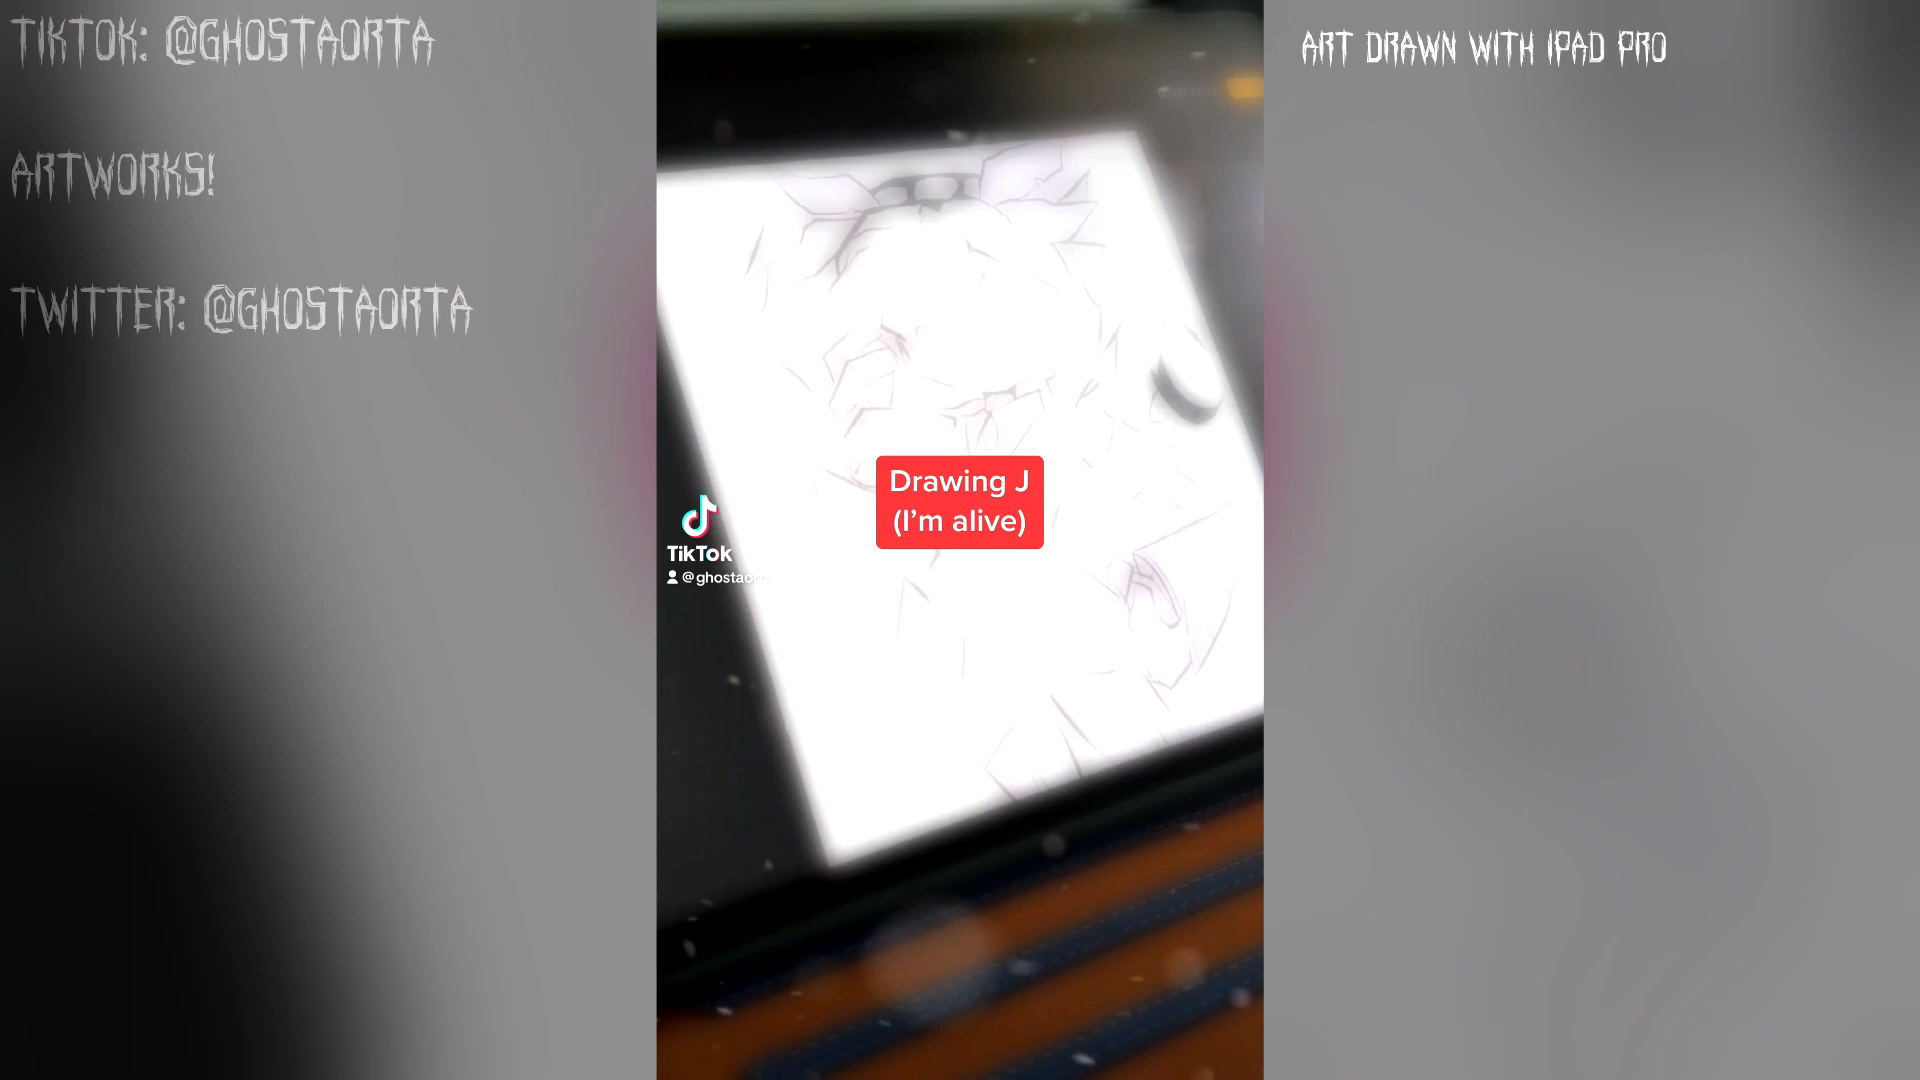 TIKTOK: @GHOSTAORTA
ARTWORKS!
TWITTER: @GHOSTAORTA
ART DRAWN WITH IPAD PRO
Drawing J
(I'm alive)
TikTok